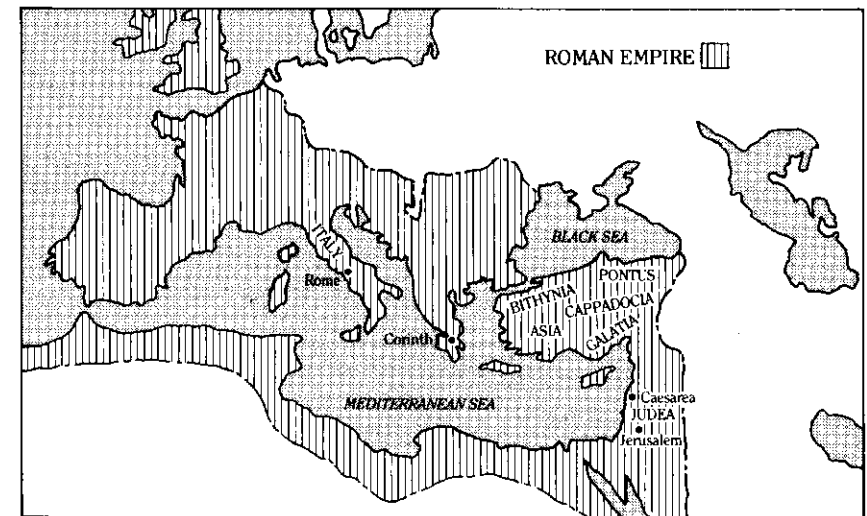 ROMAN EMPIRE
BLACK SEA
ITALY
Rome
PONTUS
BITHYNIA
CAPPADOCIA
ASIA
GALATIA
Corinth
MEDITERRANEAN SEA
Caesarea
JUDEA
Jerusalem